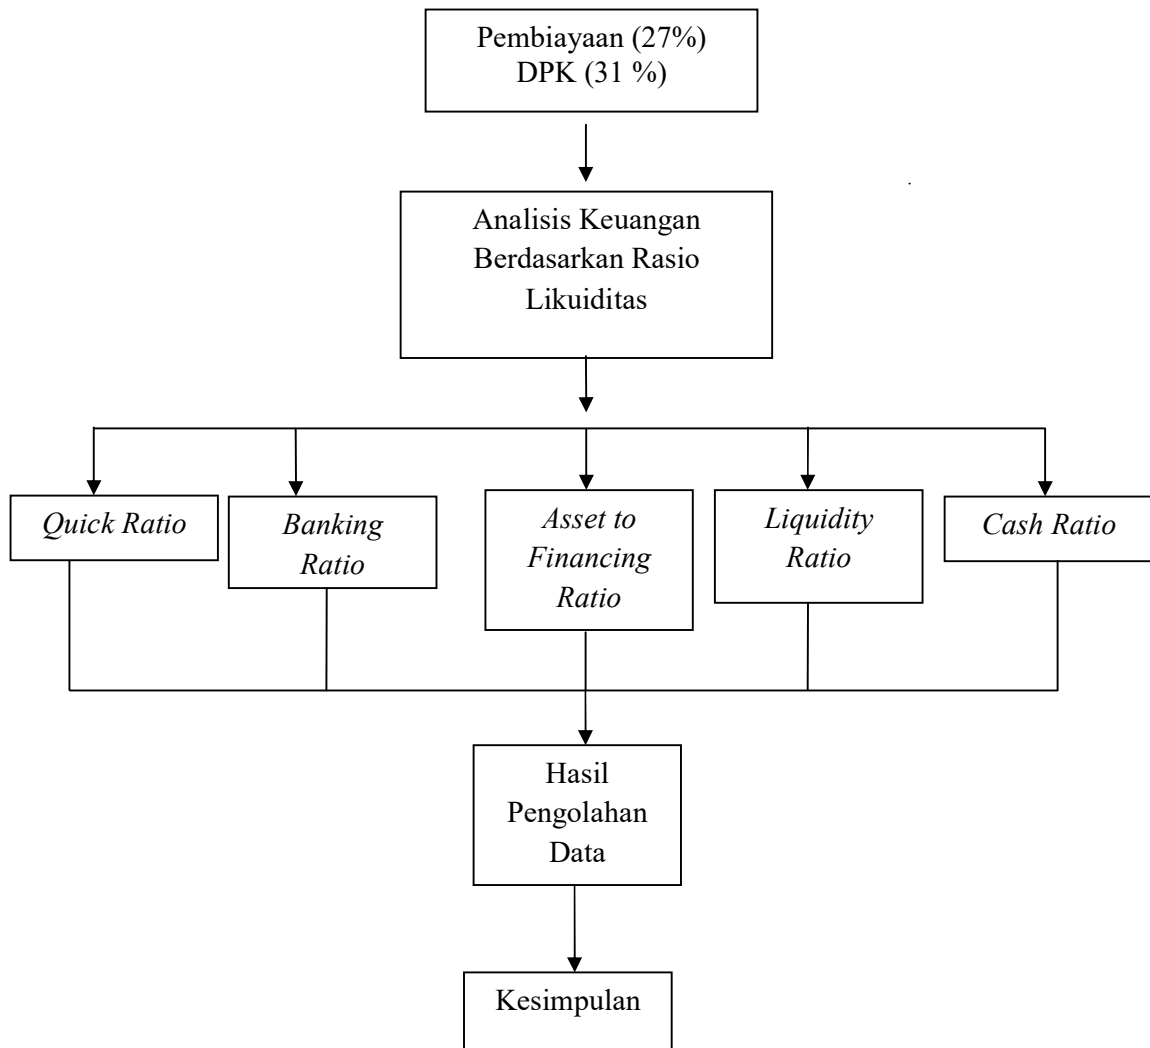 Pembiayaan (27%)
DPK (31 %)
Analisis Keuangan
Berdasarkan Rasio
Likuiditas
Quick Ratio
Banking
Ratio
Asset to
Financing
Ratio
Liquidity
Ratio
Cash Ratio
Hasil
Pengolahan
Data
Kesimpulan